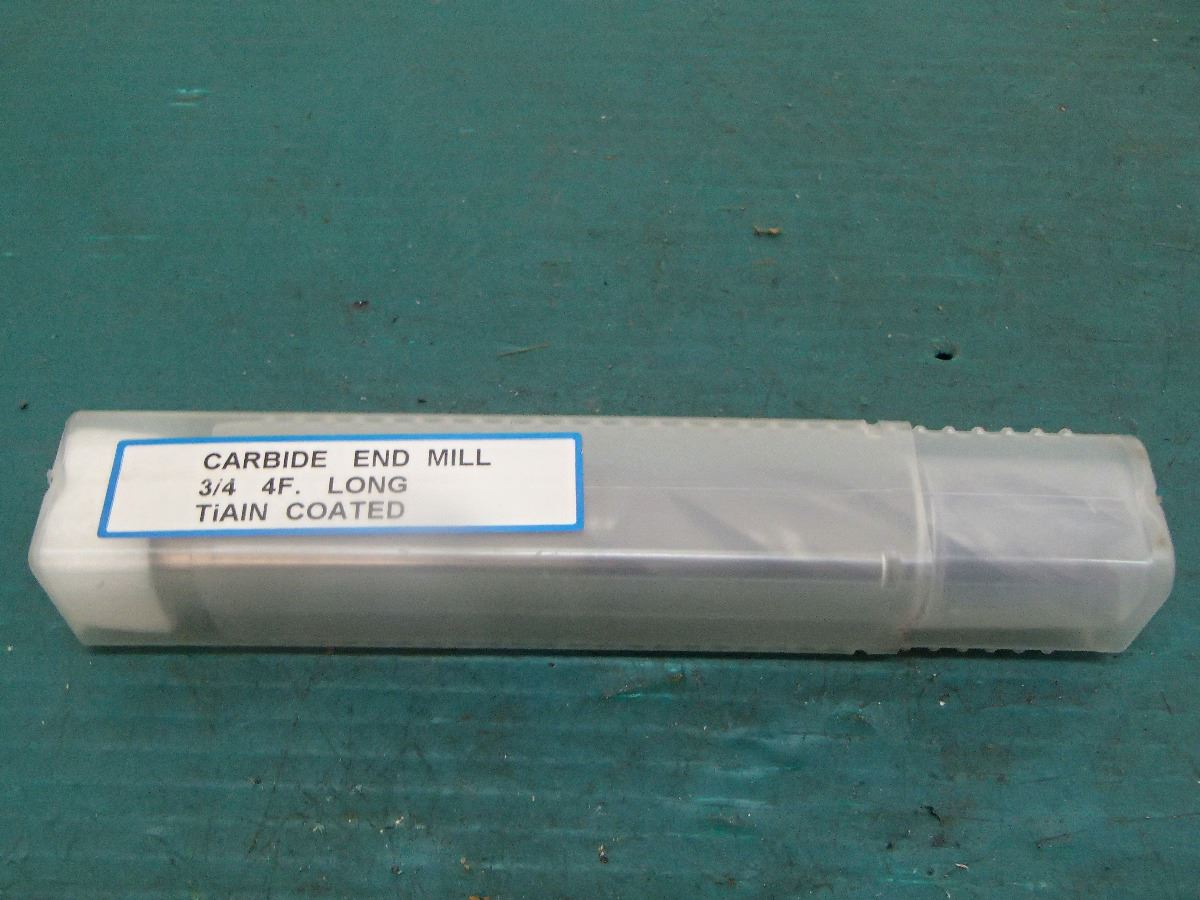 CARBIDE END MILL
3/4 4F. LONG
TiAIN COATED